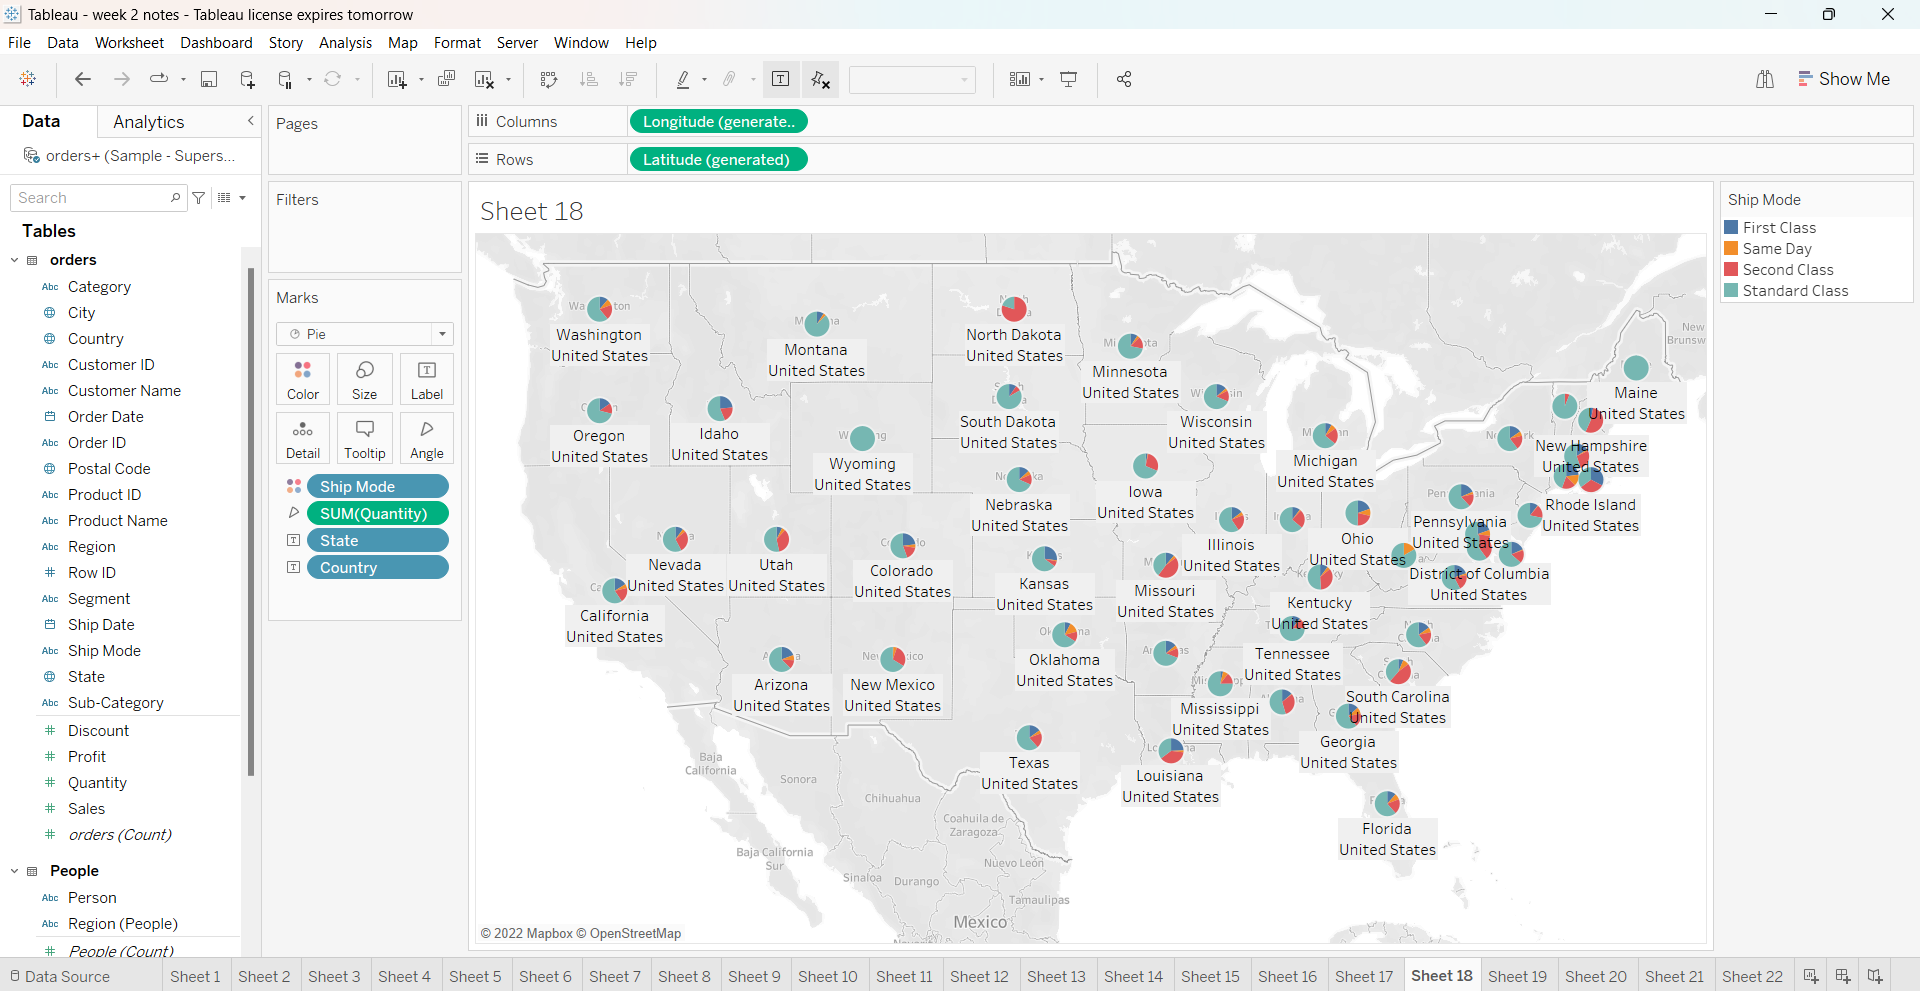 Tableau - week 2 notes - Tableau license expires tomorrow
File Data Worksheet Dashboard Story Analysis Map Format Server Window Help
Show Me
Data Analytics
orders+ (Sample - Supers...
Search
Tables
orders
Abc Category
City
Country
Abc Customer ID
Abc Customer Name
Order Date
Abc Order ID
Postal Code
Abc Product ID
Abc Product Name
Abc Region
# Row ID
Abc Segment
Ship Date
Abc Ship Mode
State
Abc Sub-Category
# Discount
# Profit
# Quantity
# Sales
# orders (Count)
People
Abc Person
Abc Region (People)
# People (Count)
Pages
Filters
Marks
Pie
Color Size Label
Detail Tooltip Angle
Ship Mode
SUM(Quantity)
State
Country
Columns Longitude (generate..
Rows Latitude (generated)
Sheet 18
Washington
United States
Montana
United States
North Dakota
United States
Minnesota
United States
Maine
United States
Oregon
United States
Idaho
United States
Wyoming
United States
South Dakota
United States
Wisconsin
United States
Michigan
United States
New Hampshire
United States
Nebraska
United States
Iowa
United States
Rhode Island
United States
Pennsylvania
United States
Nevada
United States
Utah
United States
Colorado
United States
Kansas
United States
Missouri
United States
Illinois
United States
Ohio
United States
District of Columbia
United States
Kentucky
United States
California
United States
Arizona
United States
New Mexico
United States
Oklahoma
United States
Tennessee
United States
Mississippi
United States
South Carolina
United States
Georgia
United States
Texas
United States
Louisiana
United States
Florida
United States
New
Brunsw
Baja
California
Sonora
Chihuahua
Coahuila de
Zaragoza
Baja California
Sur
Nuevo León
Sinaloa
Durango
Tamaulipas
Mexico
© 2022 Mapbox © OpenStreetMap
Ship Mode
First Class
Same Day
Second Class
Standard Class
Data Source Sheet 1 Sheet 2 Sheet 3 Sheet 4 Sheet 5 Sheet 6 Sheet 7 Sheet 8 Sheet 9 Sheet 10 Sheet 11 Sheet 12 Sheet 13 Sheet 14 Sheet 15 Sheet 16 Sheet 17 Sheet 18 Sheet 19 Sheet 20 Sheet 21 Sheet 22